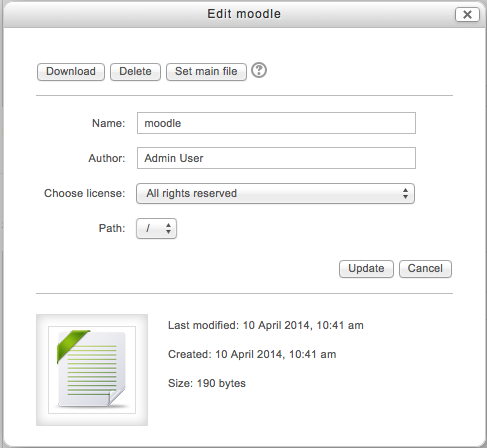 Edit moodle
Download Delete Set main file ?
Name: moodle
Author: Admin User
Choose license: All rights reserved
Path: /
Update Cancel
Last modified: 10 April 2014, 10:41 am
Created: 10 April 2014, 10:41 am
Size: 190 bytes